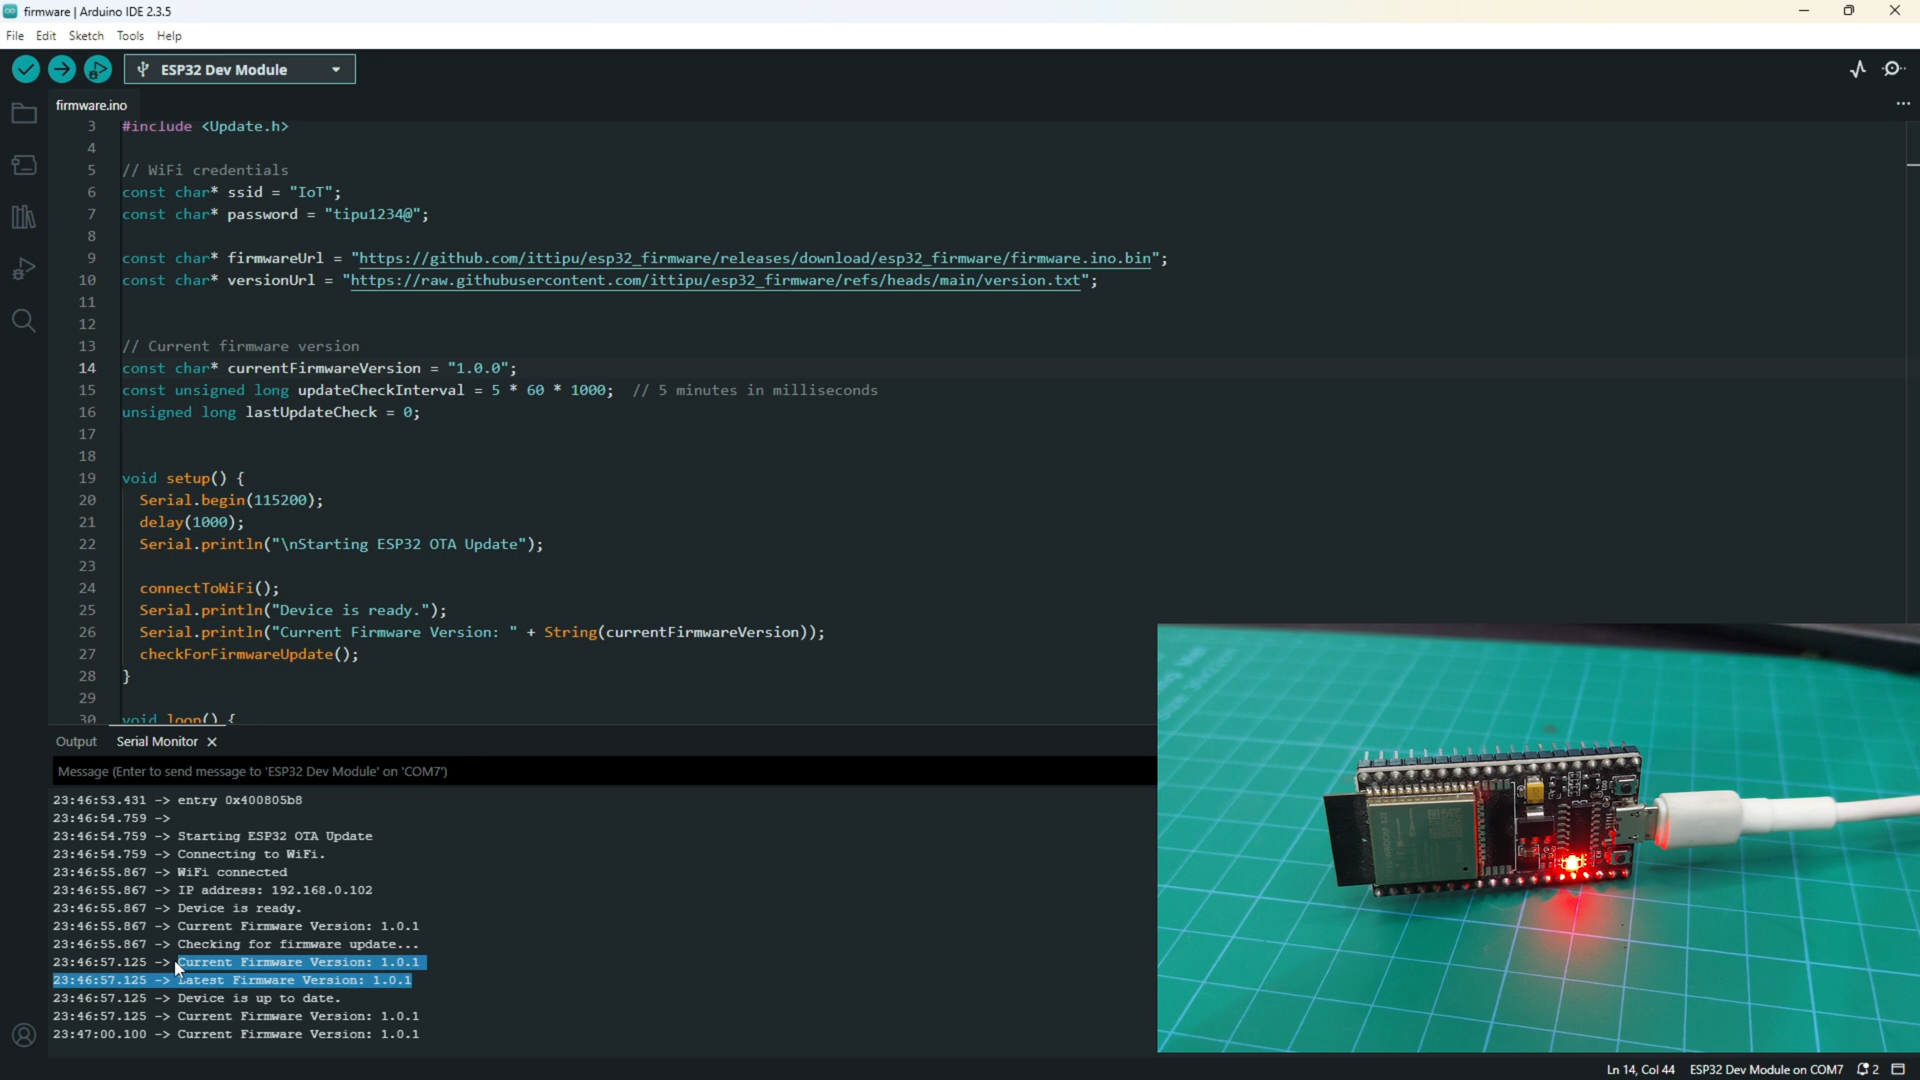 firmware | Arduino IDE 2.3.5
File Edit Sketch Tools Help
ESP32 Dev Module
firmware.ino
3 #include <Update.h>
4
5 // WiFi credentials
6 const char* ssid = "IoT";
7 const char* password = "tipu1234@";
8
9 const char* firmwareUrl = "https://github.com/ittipu/esp32_firmware/releases/download/esp32_firmware/firmware.ino.bin";
10 const char* versionUrl = "https://raw.githubusercontent.com/ittipu/esp32_firmware/refs/heads/main/version.txt";
11
12
13 // Current firmware version
14 const char* currentFirmwareVersion = "1.0.0";
15 const unsigned long updateCheckInterval = 5 * 60 * 1000; // 5 minutes in milliseconds
16 unsigned long lastUpdateCheck = 0;
17
18
19 void setup() {
20 Serial.begin(115200);
21 delay(1000);
22 Serial.println("\nStarting ESP32 OTA Update");
23
24 connectToWiFi();
25 Serial.println("Device is ready.");
26 Serial.println("Current Firmware Version: " + String(currentFirmwareVersion));
27 checkForFirmwareUpdate();
28 }
29
30 void loop() {
Output Serial Monitor
Message (Enter to send message to 'ESP32 Dev Module' on 'COM7')
23:46:53.431 -> entry 0x400805b8
23:46:54.759 ->
23:46:54.759 -> Starting ESP32 OTA Update
23:46:54.759 -> Connecting to WiFi.
23:46:55.867 -> WiFi connected
23:46:55.867 -> IP address: 192.168.0.102
23:46:55.867 -> Device is ready.
23:46:55.867 -> Current Firmware Version: 1.0.1
23:46:55.867 -> Checking for firmware update...
23:46:57.125 -> Current Firmware Version: 1.0.1
23:46:57.125 -> Latest Firmware Version: 1.0.1
23:46:57.125 -> Device is up to date.
23:46:57.125 -> Current Firmware Version: 1.0.1
23:47:00.100 -> Current Firmware Version: 1.0.1
Ln 14, Col 44 ESP32 Dev Module on COM7 2